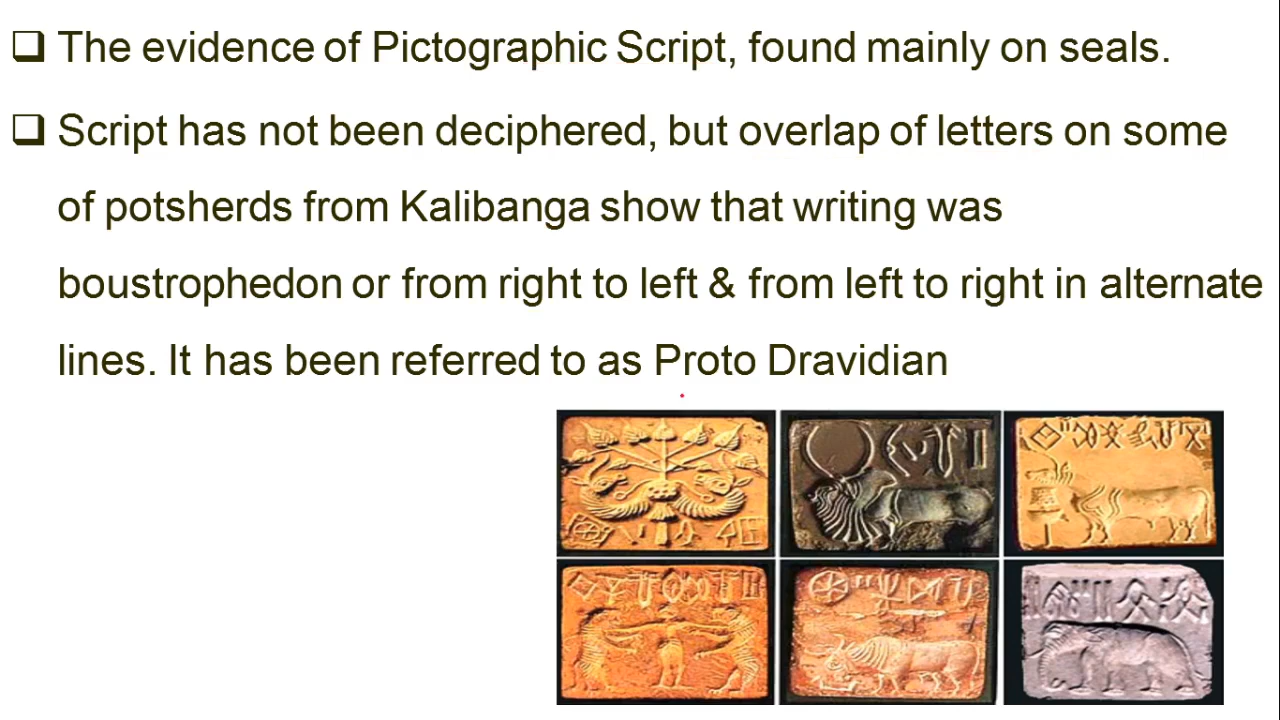 ❑ The evidence of Pictographic Script, found mainly on seals.
❑ Script has not been deciphered, but overlap of letters on some
of potsherds from Kalibanga show that writing was
boustrophedon or from right to left & from left to right in alternate
lines. It has been referred to as Proto Dravidian